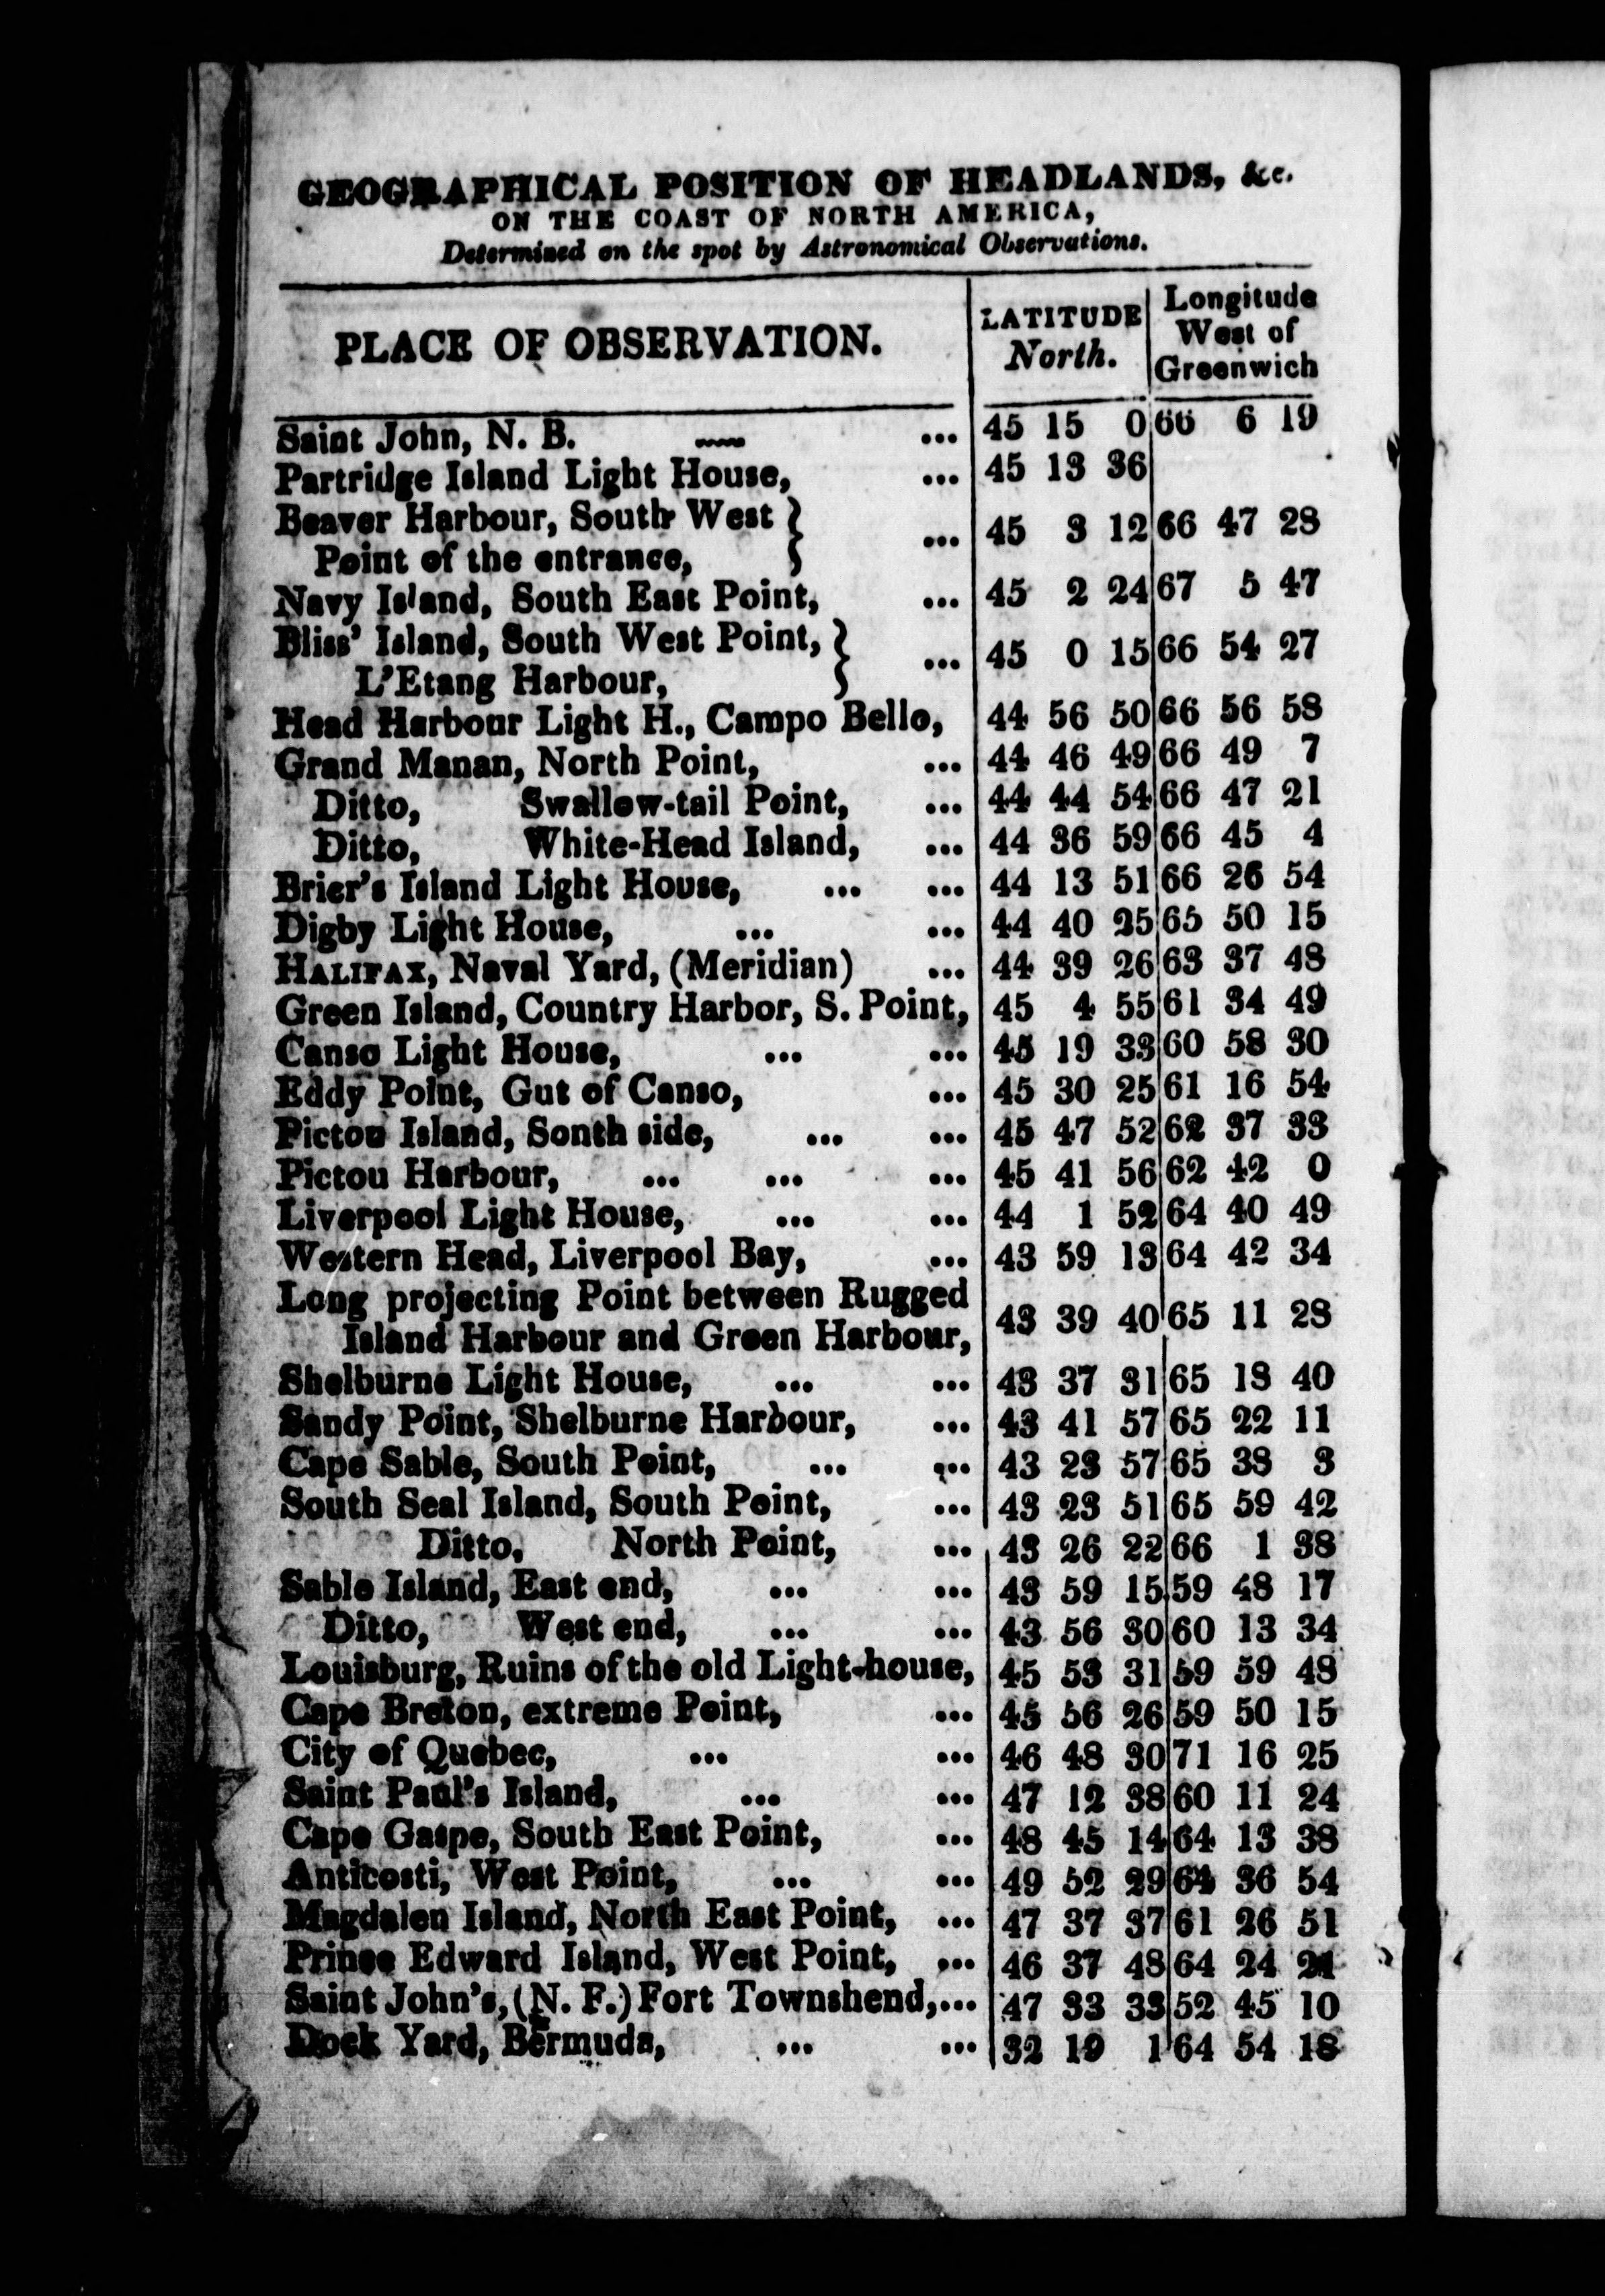 GEOGRAPHICAL POSITION OF HEADLANDS, &c.
ON THE COAST OF NORTH AMERICA,
Determined on the spot by Astronomical Observations.
PLACE OF OBSERVATION. LATITUDE North. Longitude West of Greenwich
Saint John, N. B. ... 45 15 0 66 6 19
Partridge Island Light House, ... 45 13 36
Beaver Harbour, South West
Point of the entrance, } ... 45 3 12 66 47 28
Navy Island, South East Point, ... 45 2 24 67 5 47
Bliss' Island, South West Point,
L'Etang Harbour, } ... 45 0 15 66 54 27
Head Harbour Light H., Campo Bello, 44 56 50 66 56 58
Grand Manan, North Point, ... 44 46 49 66 49 7
Ditto, Swallow-tail Point, ... 44 44 54 66 47 21
Ditto, White-Head Island, ... 44 36 59 66 45 4
Brier's Island Light House, ... ... 44 13 51 66 26 54
Digby Light House, ... ... 44 40 25 65 50 15
HALIFAX, Naval Yard, (Meridian) ... 44 39 26 63 37 48
Green Island, Country Harbor, S. Point, 45 4 55 61 34 49
Canso Light House, ... ... 45 19 33 60 58 30
Eddy Point, Gut of Canso, ... 45 30 25 61 16 54
Pictou Island, Sonth side, ... ... 45 47 52 62 37 33
Pictou Harbour, ... ... ... 45 41 56 62 42 0
Liverpool Light House, ... ... 44 1 52 64 40 49
Western Head, Liverpool Bay, ... 43 59 13 64 42 34
Long projecting Point between Rugged
Island Harbour and Green Harbour, 43 39 40 65 11 28
Shelburne Light House, ... ... 43 37 31 65 18 40
Sandy Point, Shelburne Harbour, ... 43 41 57 65 22 11
Cape Sable, South Point, ... ... 43 23 57 65 38 3
South Seal Island, South Point, ... 43 23 51 65 59 42
Ditto, North Point, ... 43 26 22 66 1 38
Sable Island, East end, ... ... 43 59 15 59 48 17
Ditto, West end, ... ... 43 56 30 60 13 34
Louisburg, Ruins of the old Light-house, 45 53 31 59 59 48
Cape Breton, extreme Point, ... 45 56 26 59 50 15
City of Quebec, ... ... 46 48 30 71 16 25
Saint Paul's Island, ... ... 47 12 38 60 11 24
Cape Gaspe, South East Point, ... 48 45 14 64 13 38
Anticosti, West Point, ... ... 49 52 29 64 36 54
Magdalen Island, North East Point, ... 47 37 37 61 26 51
Prince Edward Island, West Point, ... 46 37 48 64 24 21
Saint John's, (N. F.) Fort Townshend,... 47 33 33 52 45 10
Dock Yard, Bermuda, ... ... 32 19 1 64 54 18